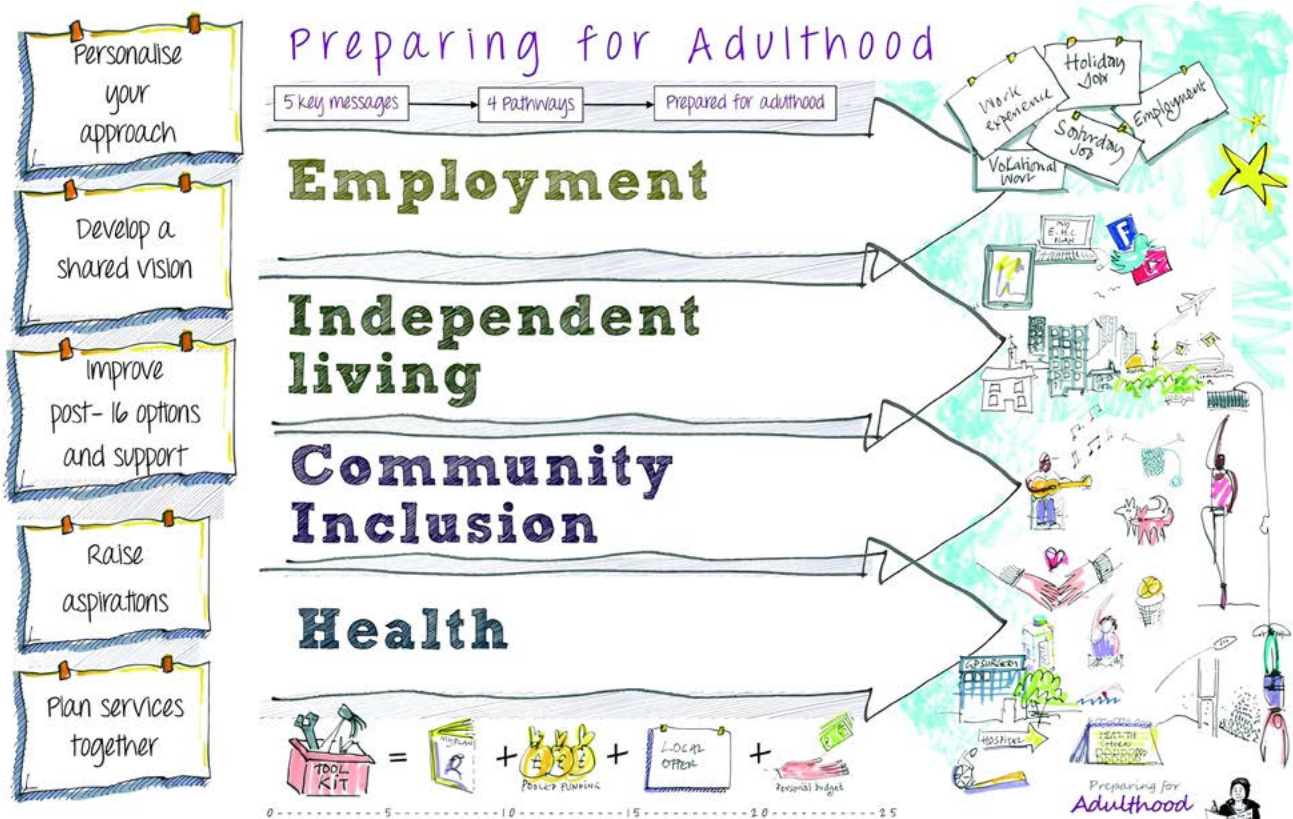 Preparing for Adulthood
5 key messages
4 Pathways
Prepared for adulthood
Personalise
your
approach
Develop a
shared vision
Improve
post-16 options
and support
Raise
aspirations
Plan services
together
Employment
Independent
living
Community
Inclusion
Health
Work
experience
Holiday
Job
Employment
Saturday
Job
Vokational
Work
My
E.H.C
PLAN
F
GP SURGERY
HOSPITAL
HEALTH
CHECK
TOOL
KIT
=
MY PLAN
+
£ £ £
POOLED FUNDING
+
LOCAL
OFFER
+
Personal budget
0 5 10 15 20 25
Preparing for
Adulthood